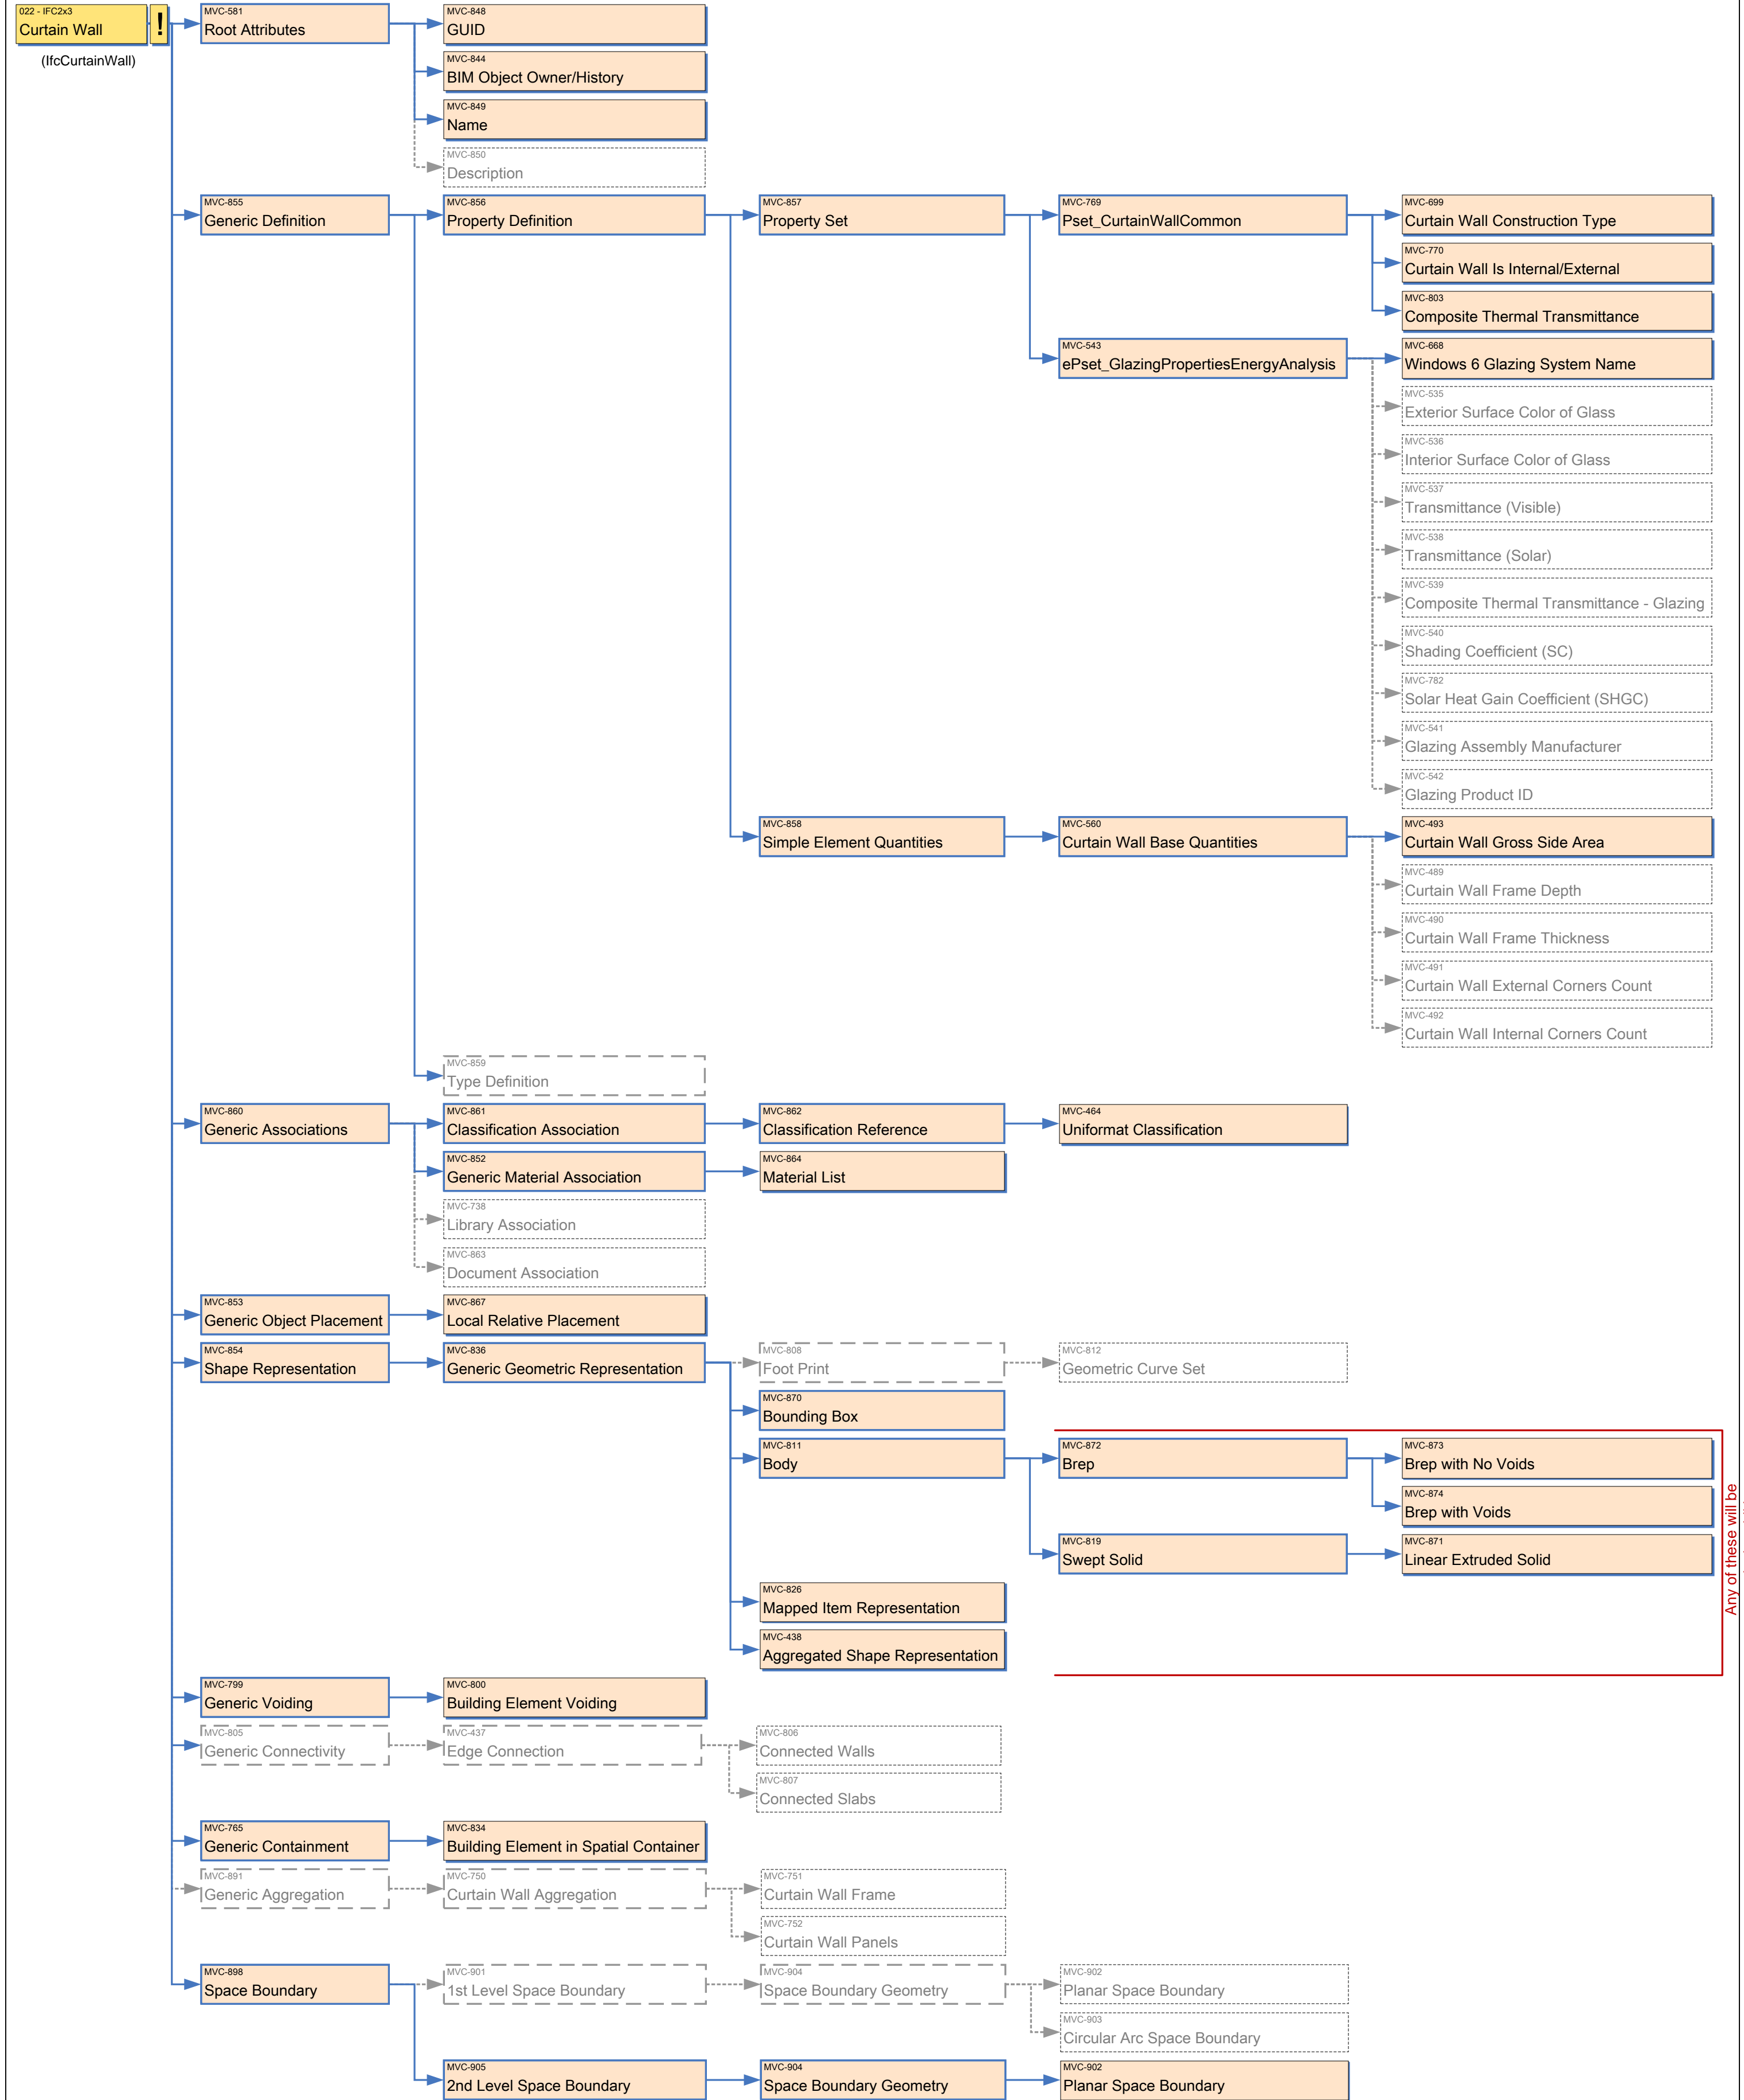 022 - IFC2x3
Curtain Wall
!
(IfcCurtainWall)
MVC-581
Root Attributes
MVC-848
GUID
MVC-844
BIM Object Owner/History
MVC-849
Name
MVC-850
Description
MVC-855
Generic Definition
MVC-856
Property Definition
MVC-857
Property Set
MVC-769
Pset_CurtainWallCommon
MVC-699
Curtain Wall Construction Type
MVC-770
Curtain Wall Is Internal/External
MVC-803
Composite Thermal Transmittance
MVC-543
ePset_GlazingPropertiesEnergyAnalysis
MVC-668
Windows 6 Glazing System Name
MVC-535
Exterior Surface Color of Glass
MVC-536
Interior Surface Color of Glass
MVC-537
Transmittance (Visible)
MVC-538
Transmittance (Solar)
MVC-539
Composite Thermal Transmittance - Glazing
MVC-540
Shading Coefficient (SC)
MVC-782
Solar Heat Gain Coefficient (SHGC)
MVC-541
Glazing Assembly Manufacturer
MVC-542
Glazing Product ID
MVC-858
Simple Element Quantities
MVC-560
Curtain Wall Base Quantities
MVC-493
Curtain Wall Gross Side Area
MVC-489
Curtain Wall Frame Depth
MVC-490
Curtain Wall Frame Thickness
MVC-491
Curtain Wall External Corners Count
MVC-492
Curtain Wall Internal Corners Count
MVC-859
Type Definition
MVC-860
Generic Associations
MVC-861
Classification Association
MVC-862
Classification Reference
MVC-464
Uniformat Classification
MVC-852
Generic Material Association
MVC-864
Material List
MVC-738
Library Association
MVC-863
Document Association
MVC-853
Generic Object Placement
MVC-867
Local Relative Placement
MVC-854
Shape Representation
MVC-836
Generic Geometric Representation
MVC-808
Foot Print
MVC-812
Geometric Curve Set
MVC-870
Bounding Box
MVC-811
Body
MVC-872
Brep
MVC-873
Brep with No Voids
MVC-874
Brep with Voids
MVC-819
Swept Solid
MVC-871
Linear Extruded Solid
Any of these will be
MVC-826
Mapped Item Representation
MVC-438
Aggregated Shape Representation
MVC-799
Generic Voiding
MVC-800
Building Element Voiding
MVC-805
Generic Connectivity
MVC-437
Edge Connection
MVC-806
Connected Walls
MVC-807
Connected Slabs
MVC-765
Generic Containment
MVC-834
Building Element in Spatial Container
MVC-891
Generic Aggregation
MVC-750
Curtain Wall Aggregation
MVC-751
Curtain Wall Frame
MVC-752
Curtain Wall Panels
MVC-898
Space Boundary
MVC-901
1st Level Space Boundary
MVC-904
Space Boundary Geometry
MVC-902
Planar Space Boundary
MVC-903
Circular Arc Space Boundary
MVC-905
2nd Level Space Boundary
MVC-904
Space Boundary Geometry
MVC-902
Planar Space Boundary